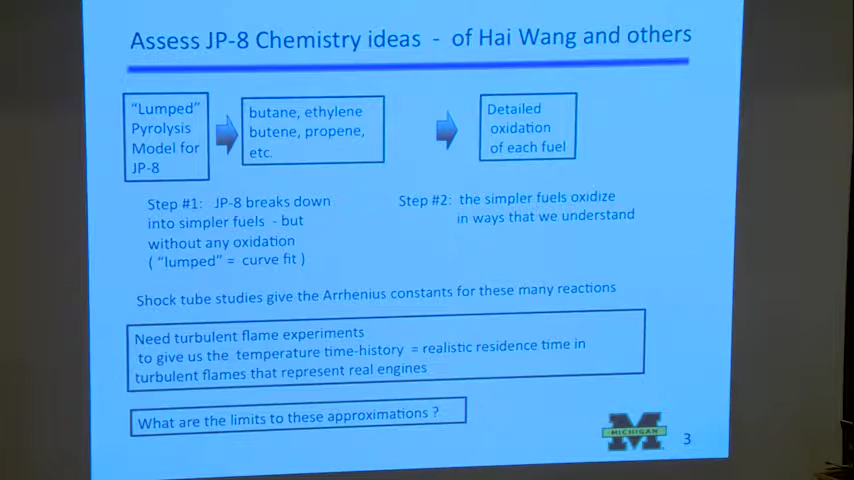 Assess JP-8 Chemistry ideas - of Hai Wang and others
"Lumped"
Pyrolysis
Model for
JP-8
butane, ethylene
butene, propene,
etc.
Detailed
oxidation
of each fuel
Step #1: JP-8 breaks down
into simpler fuels - but
without any oxidation
( "lumped" = curve fit )
Step #2: the simpler fuels oxidize
in ways that we understand
Shock tube studies give the Arrhenius constants for these many reactions
Need turbulent flame experiments
to give us the temperature time-history = realistic residence time in
turbulent flames that represent real engines
What are the limits to these approximations ?
M
MICHIGAN
3